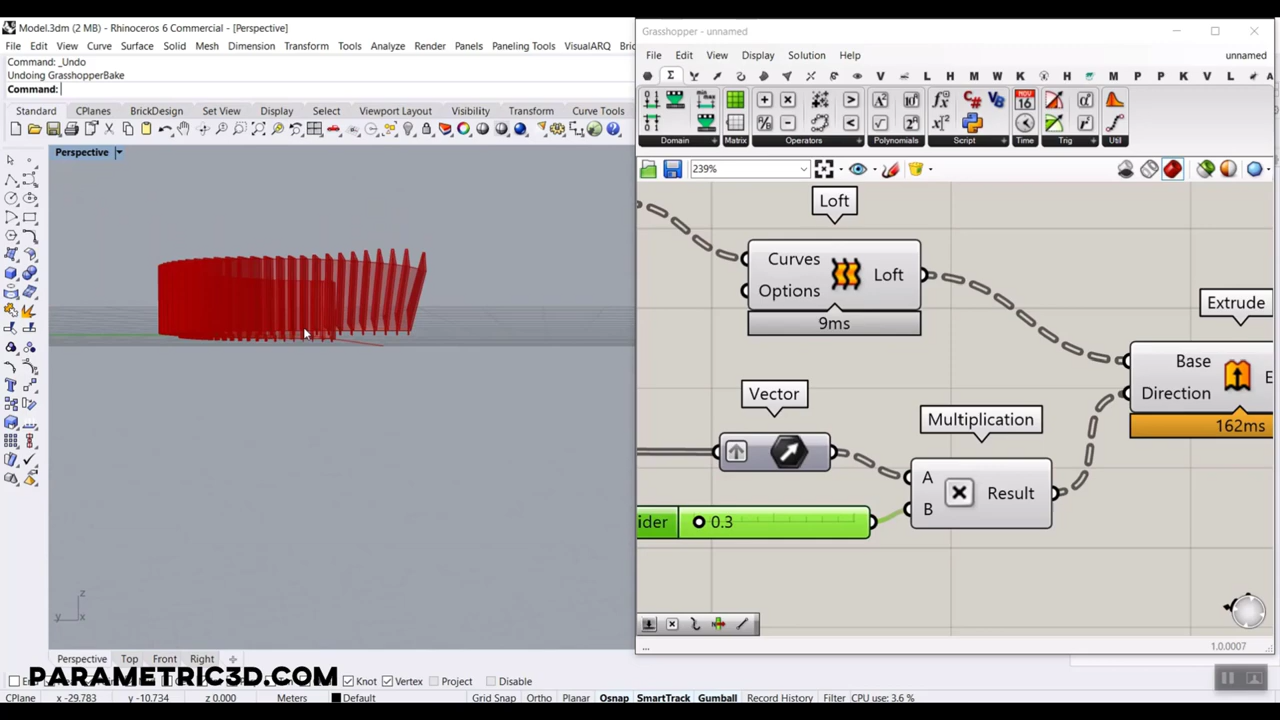 Model.3dm (2 MB) - Rhinoceros 6 Commercial - [Perspective]
File Edit View Curve Surface Solid Mesh Dimension Transform Tools Analyze Render Panels Paneling Tools VisualARQ Bric
Command: _Undo
Undoing GrasshopperBake
Command:
Standard CPlanes BrickDesign Set View Display Select Viewport Layout Visibility Transform Curve Tools
Perspective
z
y x
Perspective Top Front Right
PARAMETRIC3D.COM
Knot Vertex Project Disable
CPlane x -29.783 y -10.734 z 0.000 Meters Default Grid Snap Ortho Planar Osnap SmartTrack Gumball Record History Filter CPU use: 3.6 %
Grasshopper - unnamed
File Edit View Display Solution Help unnamed
V L H M W K H M P K V L A
Domain Matrix Operators Polynomials Script Time Trig Util
239%
Loft
Curves
Options
Loft
9ms
Extrude
Base
Direction
E
162ms
Vector
Multiplication
A
B
Result
ider 0.3
...
1.0.0007